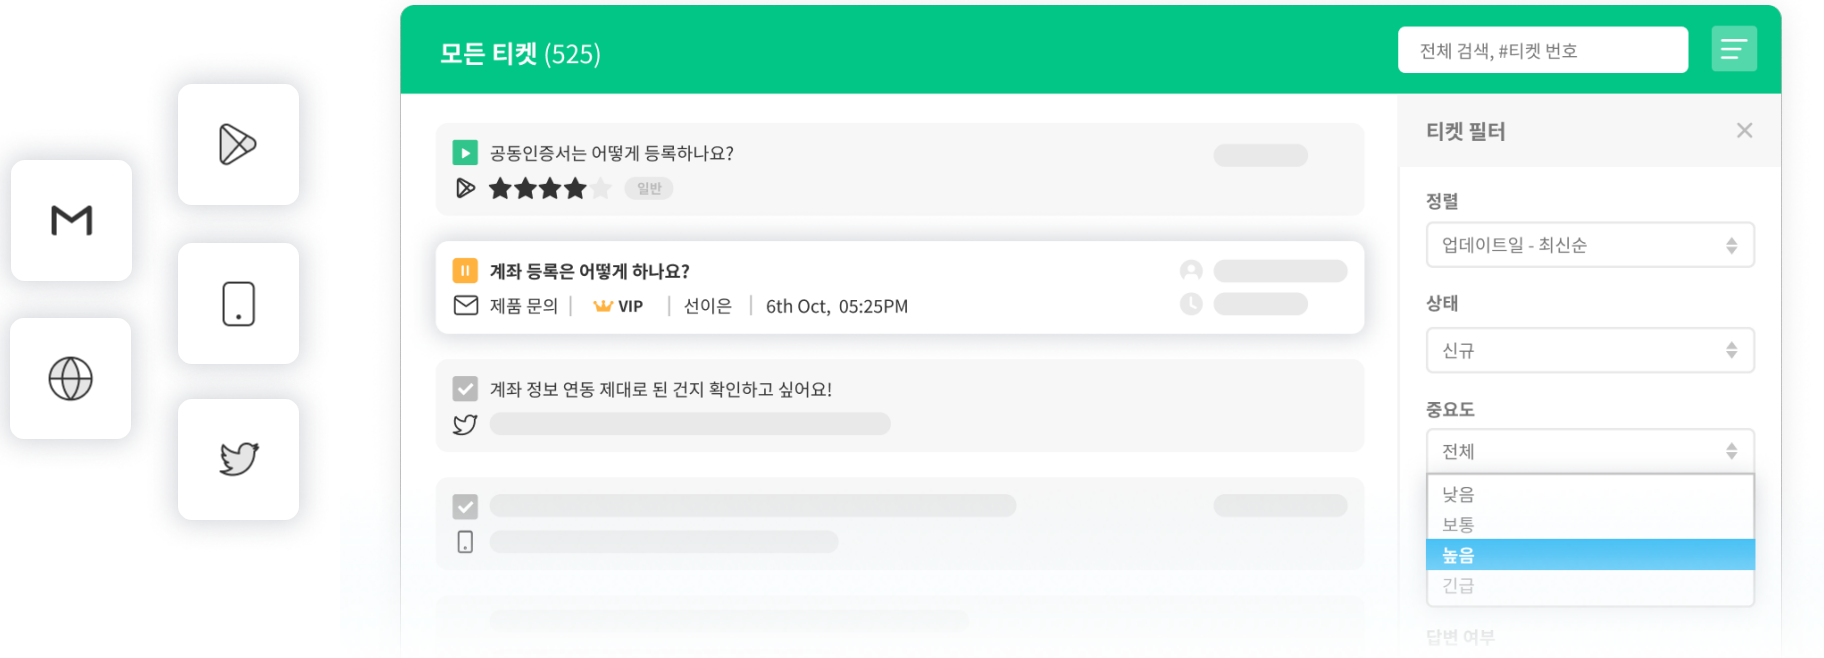 모든 티켓 (525)
전체 검색, #티켓 번호
공동인증서는 어떻게 등록하나요?
일반
계좌 등록은 어떻게 하나요?
제품 문의 | VIP | 선이은 | 6th Oct, 05:25PM
계좌 정보 연동 제대로 된 건지 확인하고 싶어요!
티켓 필터
정렬
업데이트일 - 최신순
상태
신규
중요도
전체
낮음
보통
높음
긴급
답변 여부